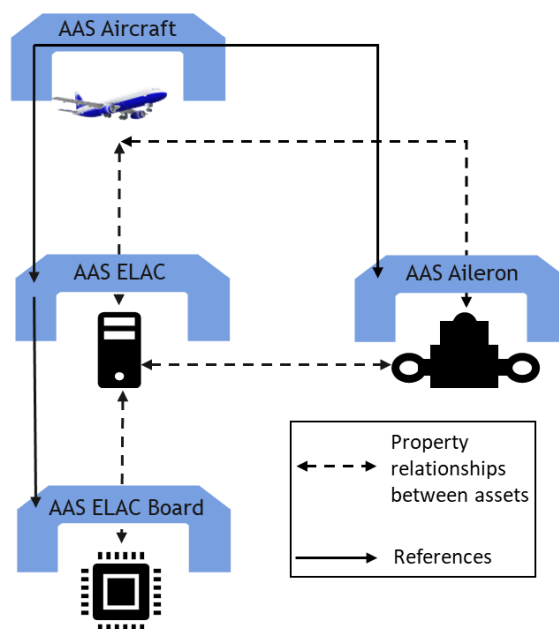 AAS Aircraft
AAS ELAC
AAS Aileron
AAS ELAC Board
Property
relationships
between assets
References